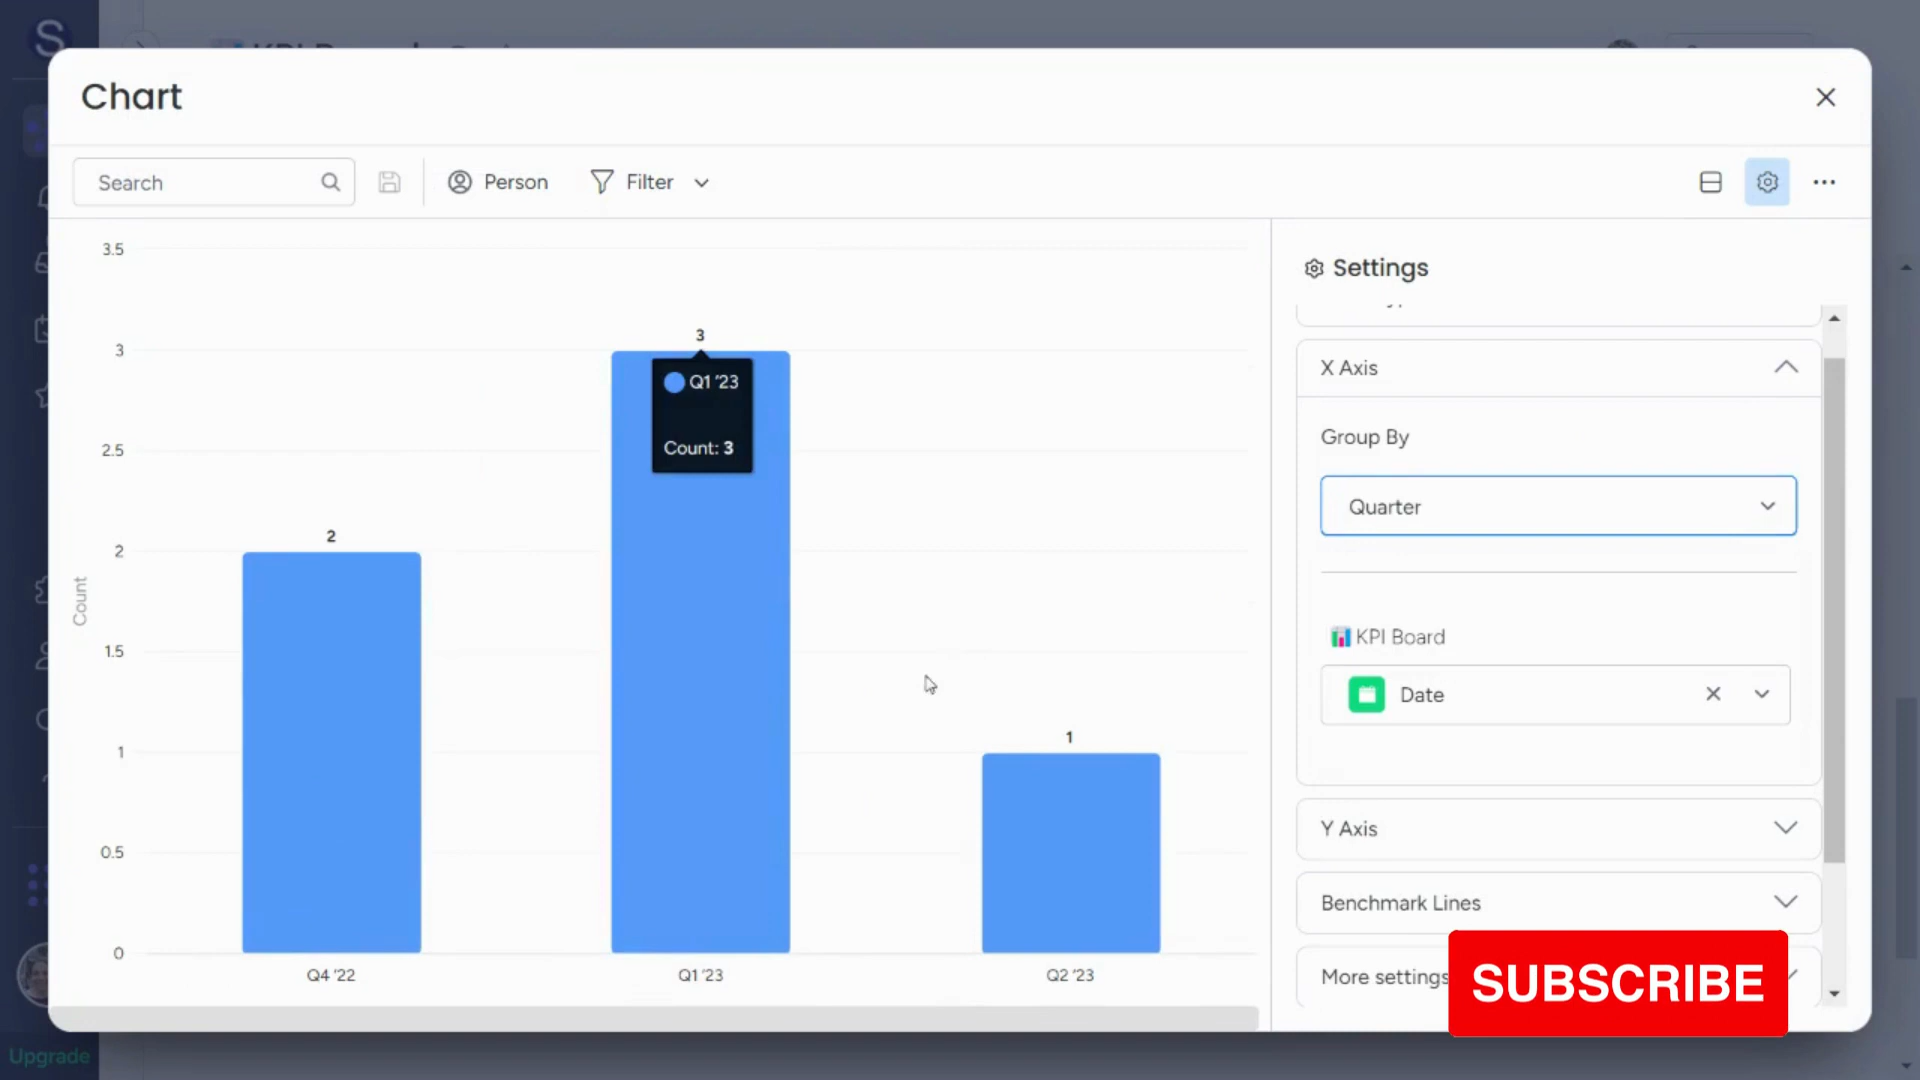 S
Chart
Search
Person
Filter
3.5
3
2.5
2
1.5
1
0.5
0
Count
2
3
1
Q1 '23
Count: 3
Q4 '22
Q1 '23
Q2 '23
Settings
X Axis
Group By
Quarter
KPI Board
Date
Y Axis
Benchmark Lines
More settings
SUBSCRIBE
Upgrade